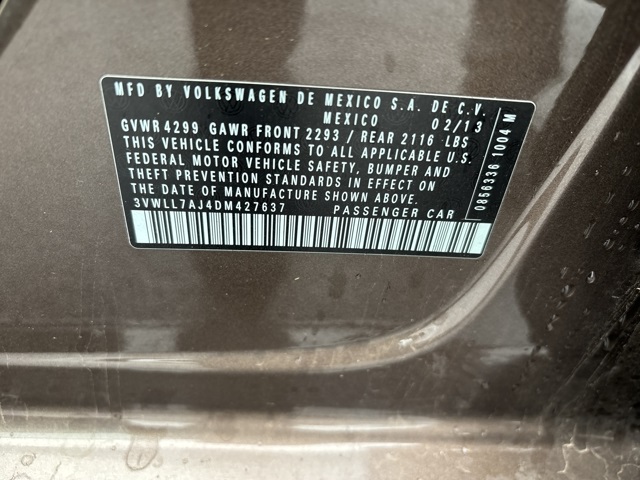 MFD BY VOLKSWAGEN DE MEXICO S.A. DE C.V.
MEXICO 02/13
GVWR 4299 GAWR FRONT 2293 / REAR 2116 LBS
THIS VEHICLE CONFORMS TO ALL APPLICABLE U.S.
FEDERAL MOTOR VEHICLE SAFETY, BUMPER AND
THEFT PREVENTION STANDARDS IN EFFECT ON
THE DATE OF MANUFACTURE SHOWN ABOVE.
3VWLL7AJ4DM427637 PASSENGER CAR
0856336 1004 M